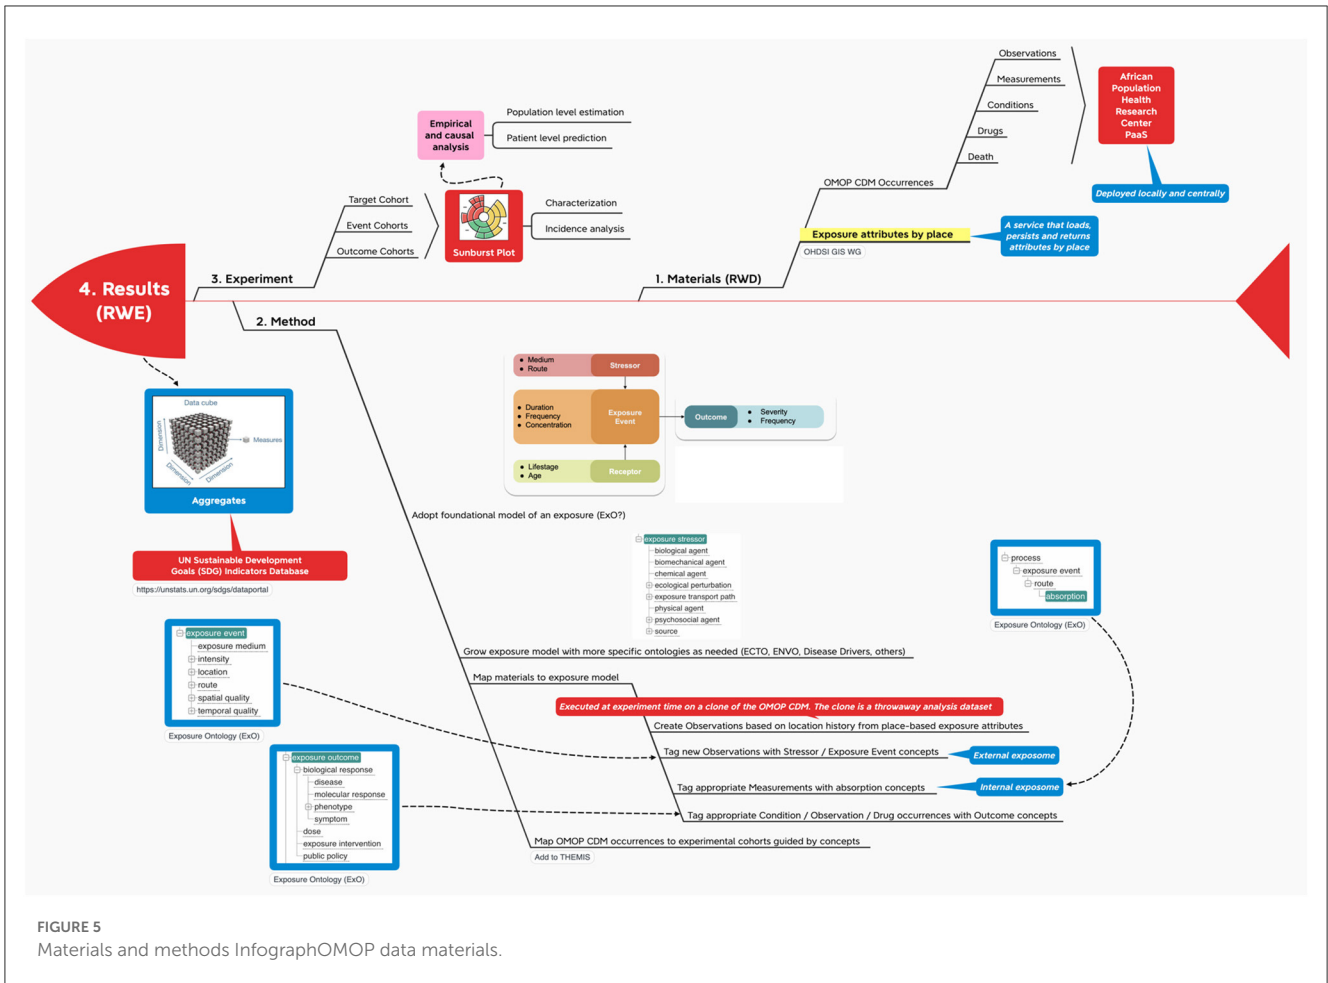 Observations
Measurements
Conditions
Drugs
Death
African
Population
Health
Research
Center
PaaS
Deployed locally and centrally
OMOP CDM Occurrences
Exposure attributes by place
OHDSI GIS WG
A service that loads,
persists and returns
attributes by place
1. Materials (RWD)
Empirical
and causal
analysis
Population level estimation
Patient level prediction
Target Cohort
Event Cohorts
Outcome Cohorts
Sunburst Plot
Characterization
Incidence analysis
3. Experiment
4. Results
(RWE)
2. Method
Data cube
Dimension
Dimension
Dimension
Measures
Aggregates
UN Sustainable Development
Goals (SDG) Indicators Database
https://unstats.un.org/sdgs/dataportal
Medium
Route
Stressor
Duration
Frequency
Concentration
Exposure
Event
Lifestage
Age
Receptor
Outcome
Severity
Frequency
Adopt foundational model of an exposure (ExO?)
exposure stressor
biological agent
biomechanical agent
chemical agent
ecological perturbation
exposure transport path
physical agent
psychosocial agent
source
process
exposure event
route
absorption
Exposure Ontology (ExO)
Grow exposure model with more specific ontologies as needed (ECTO, ENVO, Disease Drivers, others)
Map materials to exposure model
Executed at experiment time on a clone of the OMOP CDM. The clone is a throwaway analysis dataset
Create Observations based on location history from place-based exposure attributes
Tag new Observations with Stressor / Exposure Event concepts
External exposome
Tag appropriate Measurements with absorption concepts
Internal exposome
Tag appropriate Condition / Observation / Drug occurrences with Outcome concepts
Map OMOP CDM occurrences to experimental cohorts guided by concepts
Add to THEMIS
exposure event
exposure medium
intensity
location
route
spatial quality
temporal quality
Exposure Ontology (ExO)
exposure outcome
biological response
disease
molecular response
phenotype
symptom
dose
exposure intervention
public policy
Exposure Ontology (ExO)
FIGURE 5
Materials and methods InfographOMOP data materials.